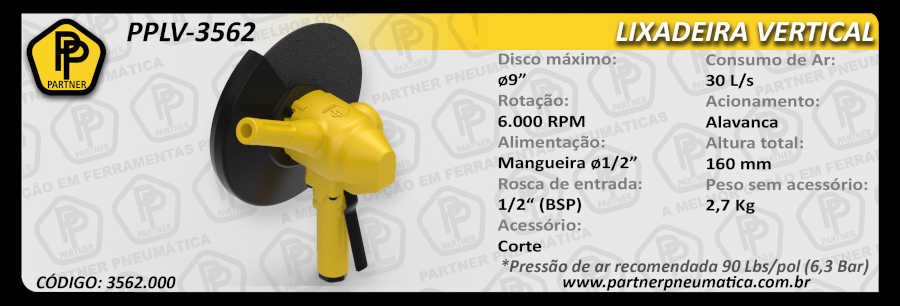 PPLV-3562
LIXADEIRA VERTICAL
PP
PARTNER
Disco máximo:
ø9”
Rotação:
6.000 RPM
Alimentação:
Mangueira ø1/2”
Rosca de entrada:
1/2“ (BSP)
Acessório:
Corte
Consumo de Ar:
30 L/s
Acionamento:
Alavanca
Altura total:
160 mm
Peso sem acessório:
2,7 Kg
*Pressão de ar recomendada 90 Lbs/pol (6,3 Bar)
CÓDIGO: 3562.000
www.partnerpneumatica.com.br